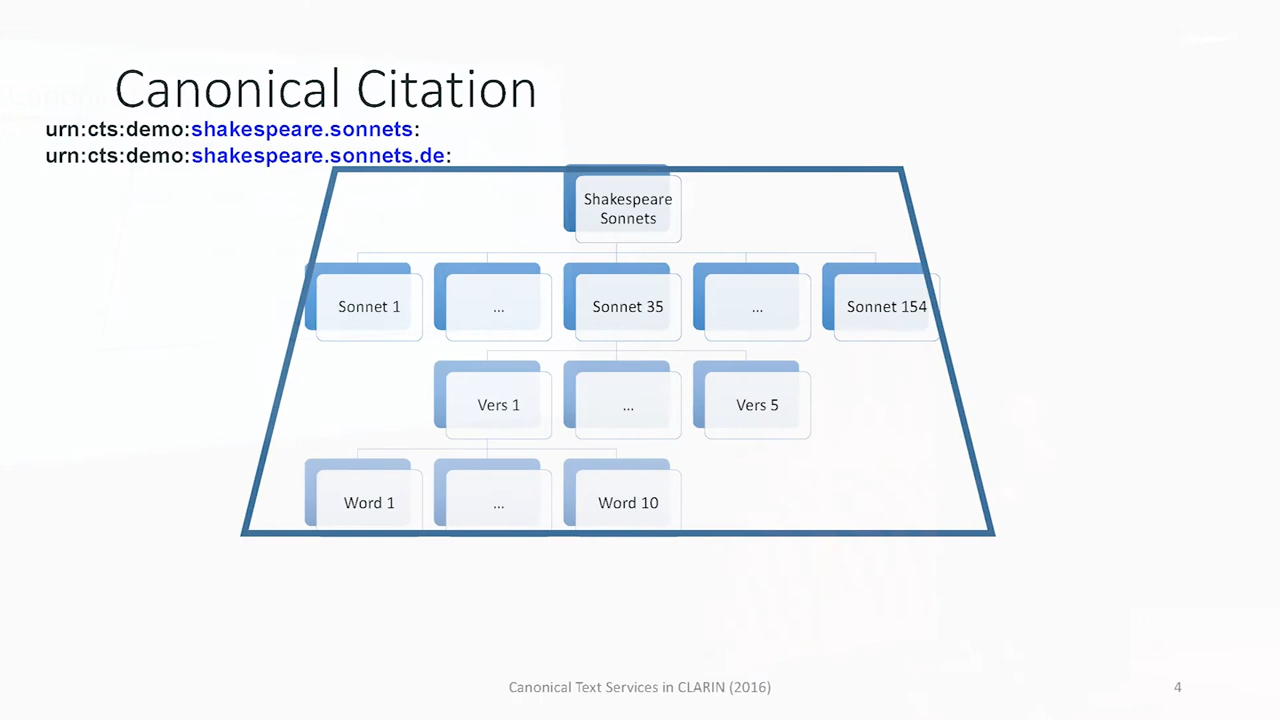 Canonical Citation
urn:cts:demo:shakespeare.sonnets:
urn:cts:demo:shakespeare.sonnets.de:
Shakespeare
Sonnets
Sonnet 1
...
Sonnet 35
...
Sonnet 154
Vers 1
...
Vers 5
Word 1
...
Word 10
Canonical Text Services in CLARIN (2016)
4